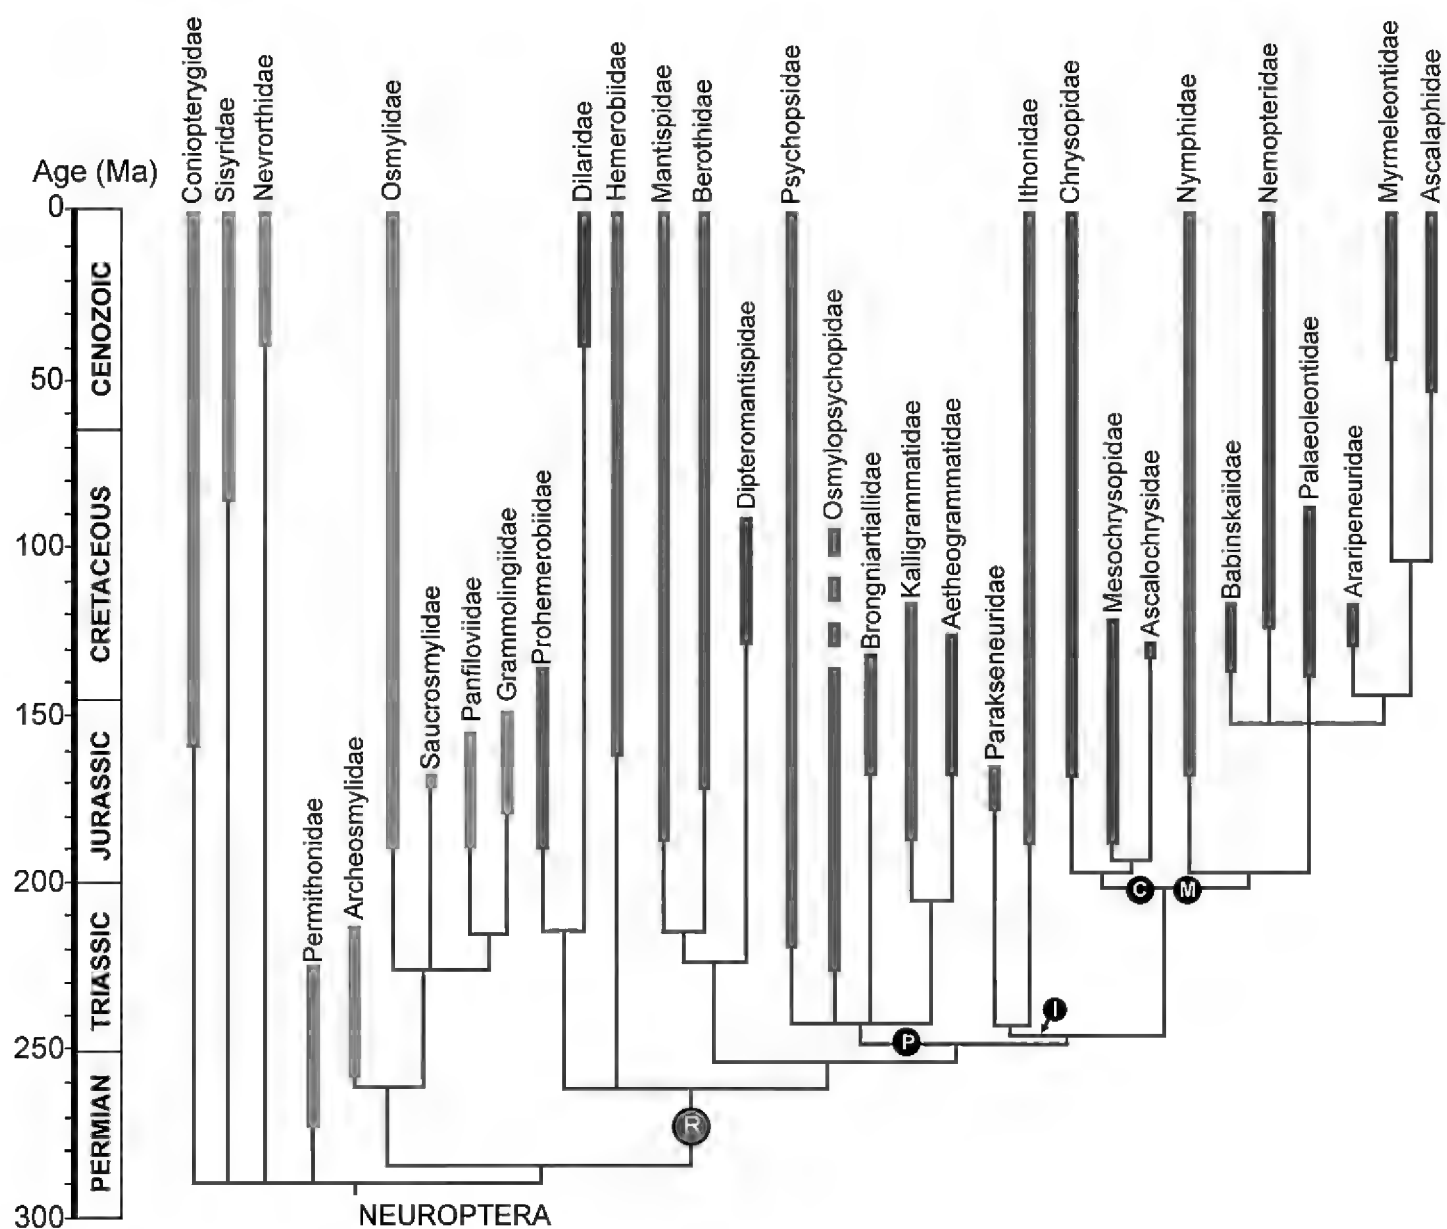 Coniopterygidae
Sisyridae
Nevrorthidae
Osmylidae
Dilaridae
Hemerobiidae
Mantispidae
Berothidae
Psychopsidae
Ithonidae
Chrysopidae
Nymphidae
Nemopteridae
Myrmeleontidae
Ascalaphidae
Age (Ma)
0
50
100
150
200
250
300
CENOZOIC
CRETACEOUS
JURASSIC
TRIASSIC
PERMIAN
Permithonidae
Archeosmylidae
Saucrosmylidae
Panfiloviidae
Grammolingiidae
Prohemerobiidae
Dipteromantispidae
Osmylopsychopidae
Brongniartiallidae
Kalligrammatidae
Aetheogrammatidae
Parakseneuridae
Mesochrysopidae
Ascalochrysidae
Babinskaiidae
Palaeoleontidae
Araripeneuridae
C
M
I
P
R
NEUROPTERA